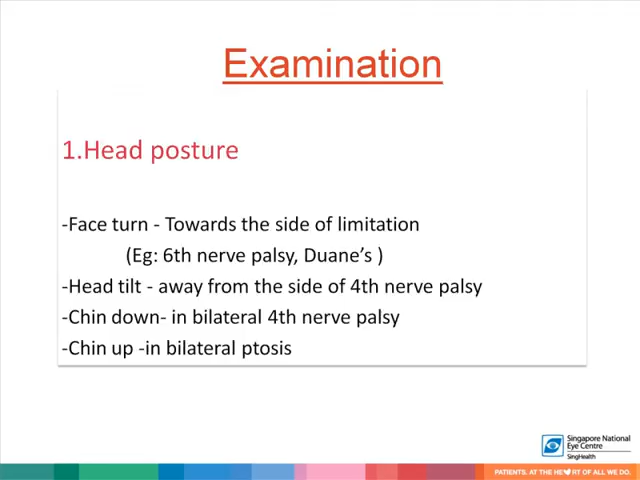 Examination
1.Head posture
-Face turn - Towards the side of limitation
(Eg: 6th nerve palsy, Duane’s )
-Head tilt - away from the side of 4th nerve palsy
-Chin down- in bilateral 4th nerve palsy
-Chin up -in bilateral ptosis
Singapore National
Eye Centre
SingHealth
PATIENTS. AT THE HE♥RT OF ALL WE DO.